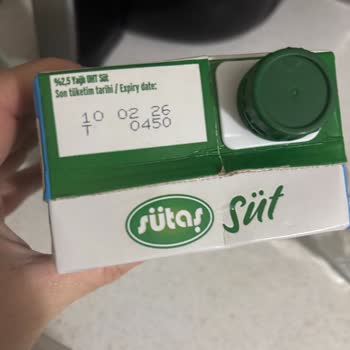 %2,5 Yağlı UHT Süt
Son tüketim tarihi / Expiry date:
10 02 26
T 0450
sütaş
süt